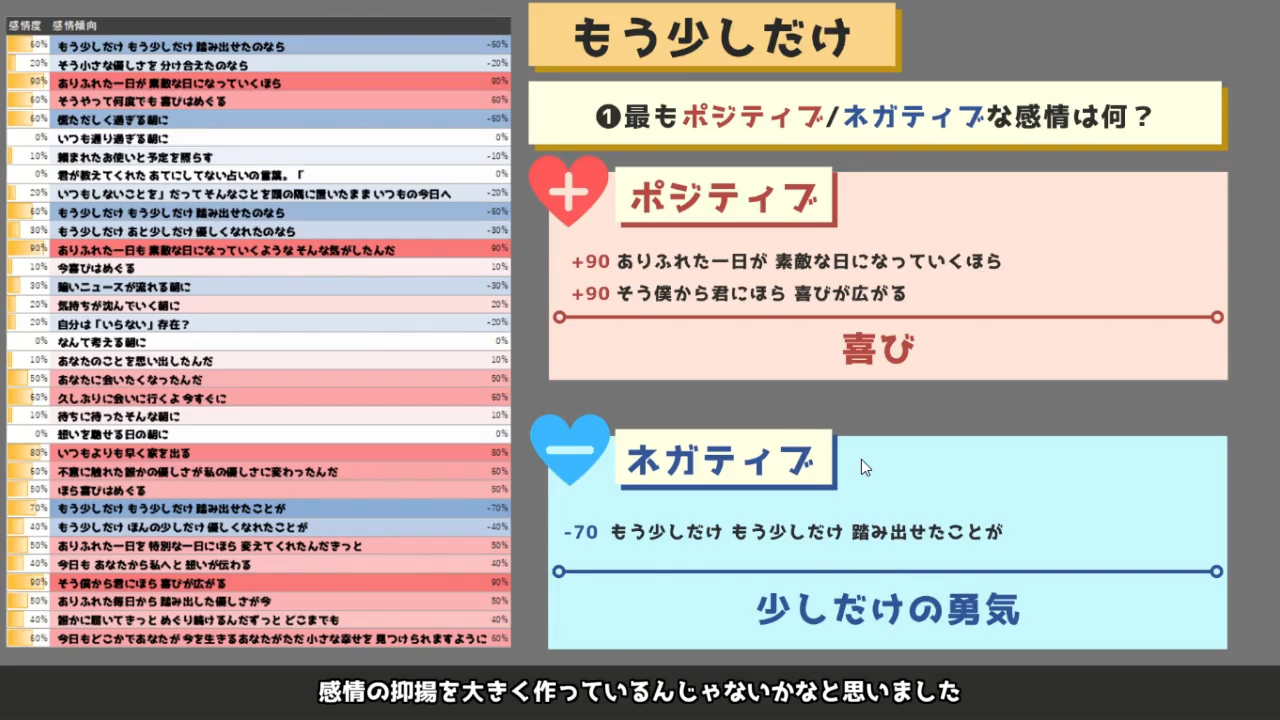 感情度 感情傾向
60% もう少しだけ もう少しだけ 踏み出せたのなら -60%
20% そう小さな優しさを 分け合えたのなら -20%
90% ありふれた一日が 素敵な日になっていくほら 90%
60% そうやって何度でも 喜びはめぐる 60%
60% 慌ただしく過ぎる朝に -60%
0% いつも通り過ぎる朝に 0%
10% 頼まれたお使いと予定を照らす -10%
0% 君が教えてくれた あてにしてない占いの言葉。「 0%
20% いつもしないことを」だって そんなことを頭の隅に置いたまま いつもの今日へ -20%
60% もう少しだけ もう少しだけ 踏み出せたのなら -60%
30% もう少しだけ あと少しだけ 優しくなれたのなら -30%
90% ありふれた一日も 素敵な日になっていくような そんな気がしたんだ 90%
10% 今喜びはめぐる 10%
30% 暗いニュースが流れる朝に -30%
20% 気持ちが沈んでいく朝に 20%
20% 自分は「いらない」存在？ -20%
0% なんて考える朝に 0%
10% あなたのことを思い出したんだ 10%
50% あなたに会いたくなったんだ 50%
60% 久しぶりに会いに行くよ 今すぐに 60%
10% 待ちに待ったそんな朝に 10%
0% 想いを馳せる日の朝に 0%
80% いつもよりも早く家を出る 80%
60% 不意に触れた誰かの優しさが 私の優しさに変わったんだ 60%
50% ほら喜びはめぐる 50%
70% もう少しだけ もう少しだけ 踏み出せたことが -70%
40% もう少しだけ ほんの少しだけ 優しくなれたことが -40%
50% ありふれた一日を 特別な一日にほら 変えてくれたんだきっと 50%
40% 今日も あなたから私へと 想いが伝わる 40%
90% そう僕から君にほら 喜びが広がる 90%
50% ありふれた毎日から 踏み出した優しさが今 50%
40% 誰かに届いてきっと めぐり続けるんだずっと どこまでも 40%
60% 今日もどこかであなたが 今を生きるあなたがただ 小さな幸せを 見つけられますように 60%
もう少しだけ
❶最もポジティブ/ネガティブな感情は何？
ポジティブ
+90 ありふれた一日が 素敵な日になっていくほら
+90 そう僕から君にほら 喜びが広がる
喜び
ネガティブ
-70 もう少しだけ もう少しだけ 踏み出せたことが
少しだけの勇気
感情の抑揚を大きく作っているんじゃないかなと思いました